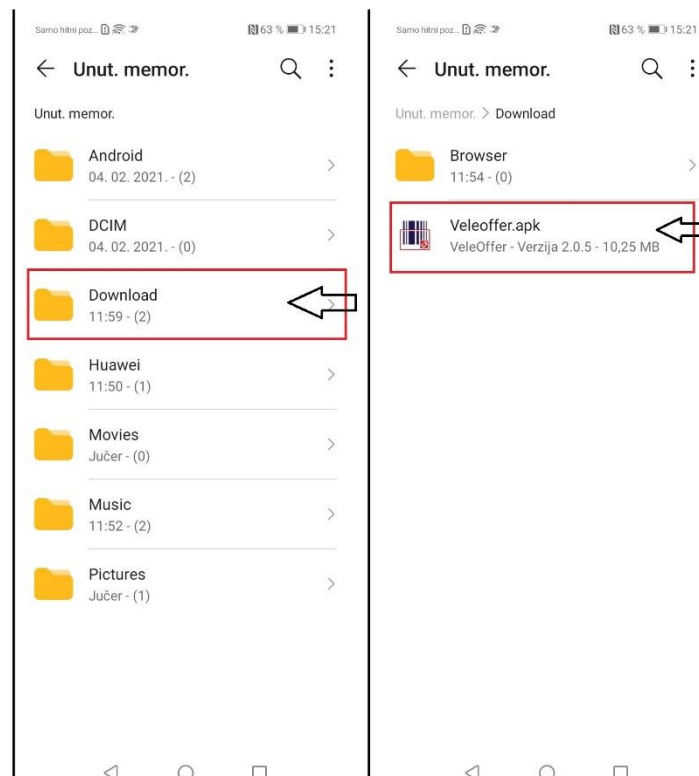 Samo hitni poz... 63 % 15:21
Unut. memor.
Unut. memor.
Android
04. 02. 2021. - (2)
DCIM
04. 02. 2021. - (0)
Download
11:59 - (2)
Huawei
11:50 - (1)
Movies
Jučer - (0)
Music
11:52 - (2)
Pictures
Jučer - (1)
Samo hitni poz... 63 % 15:21
Unut. memor.
Unut. memor. > Download
Browser
11:54 - (0)
Veleoffer.apk
VeleOffer - Verzija 2.0.5 - 10,25 MB